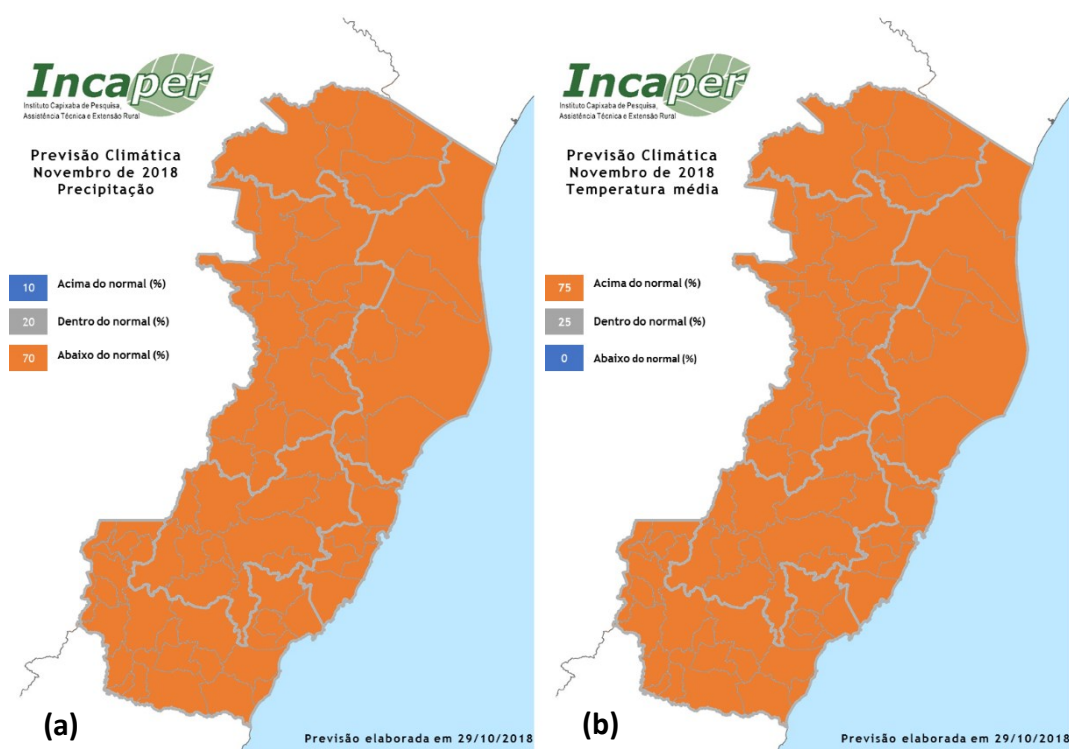 Incaper
Instituto Capixaba de Pesquisa,
Assistência Técnica e Extensão Rural
Previsão Climática
Novembro de 2018
Precipitação
10 Acima do normal (%)
20 Dentro do normal (%)
70 Abaixo do normal (%)
(a)
Previsão elaborada em 29/10/2018
Incaper
Instituto Capixaba de Pesquisa,
Assistência Técnica e Extensão Rural
Previsão Climática
Novembro de 2018
Temperatura média
75 Acima do normal (%)
25 Dentro do normal (%)
0 Abaixo do normal (%)
(b)
Previsão elaborada em 29/10/2018